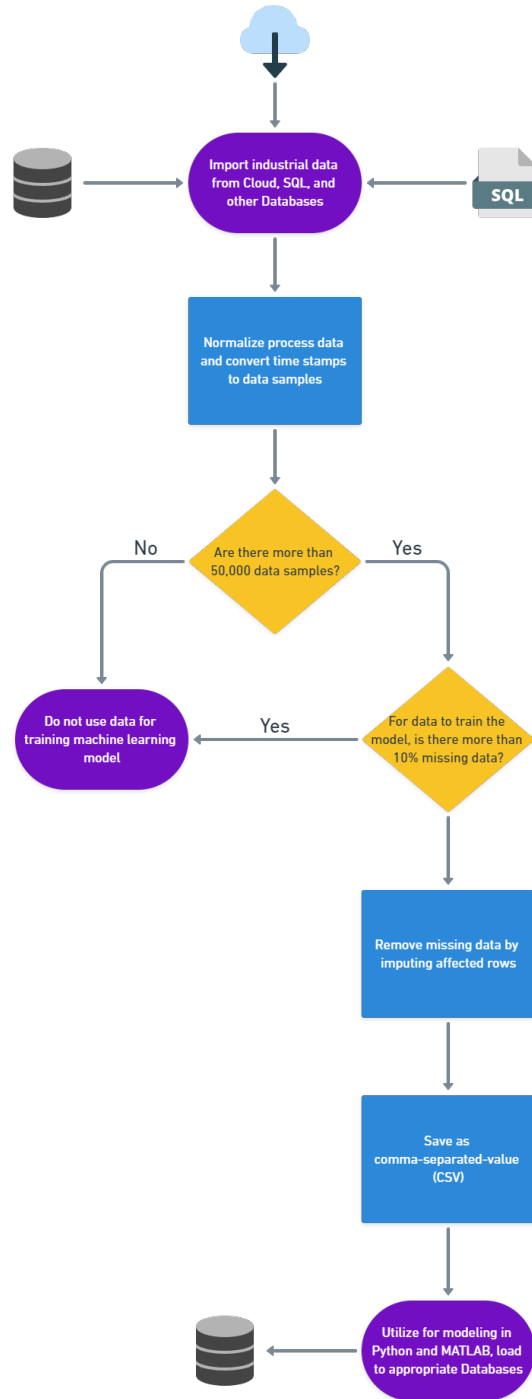 Import industrial data
from Cloud, SQL, and
other Databases
SQL
Normalize process data
and convert time stamps
to data samples
No
Are there more than
50,000 data samples?
Yes
Do not use data for
training machine learning
model
Yes
For data to train the
model, is there more than
10% missing data?
Remove missing data by
imputing affected rows
Save as
comma-separated-value
(CSV)
Utilize for modeling in
Python and MATLAB, load
to appropriate Databases